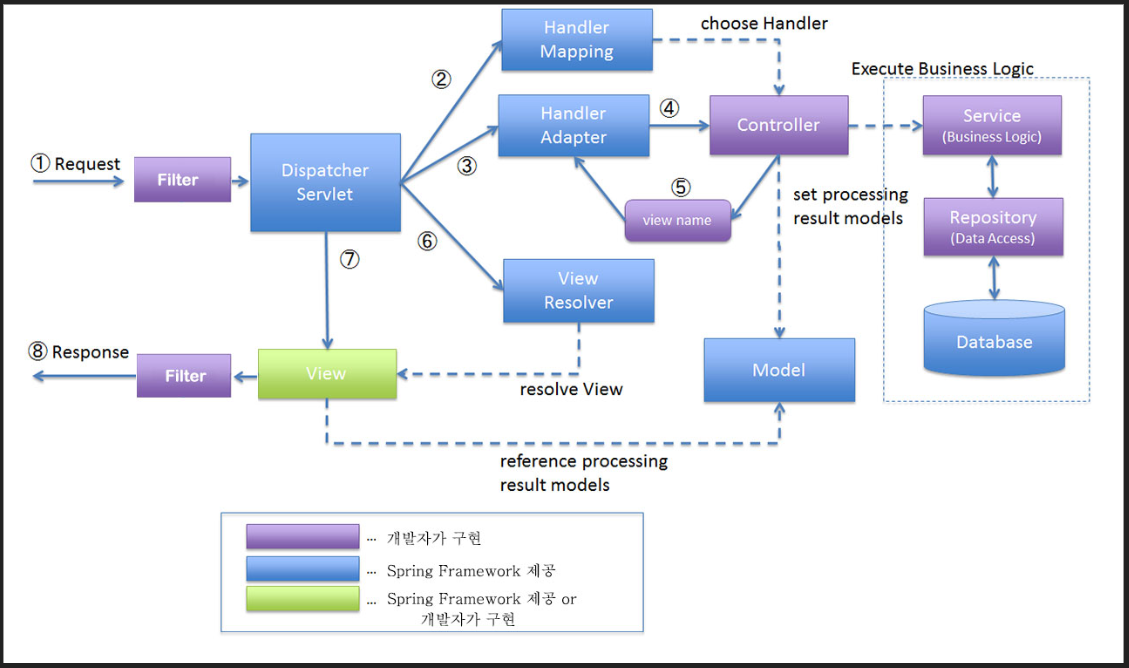 Handler
Mapping
choose Handler
②
Execute Business Logic
Handler
Adapter
④
Controller
Service
(Business Logic)
① Request
Filter
Dispatcher
Servlet
③
⑤
view name
set processing
result models
Repository
(Data Access)
⑥
⑦
View
Resolver
Database
⑧ Response
Filter
View
resolve View
Model
reference processing
result models
... 개발자가 구현
... Spring Framework 제공
... Spring Framework 제공 or
개발자가 구현